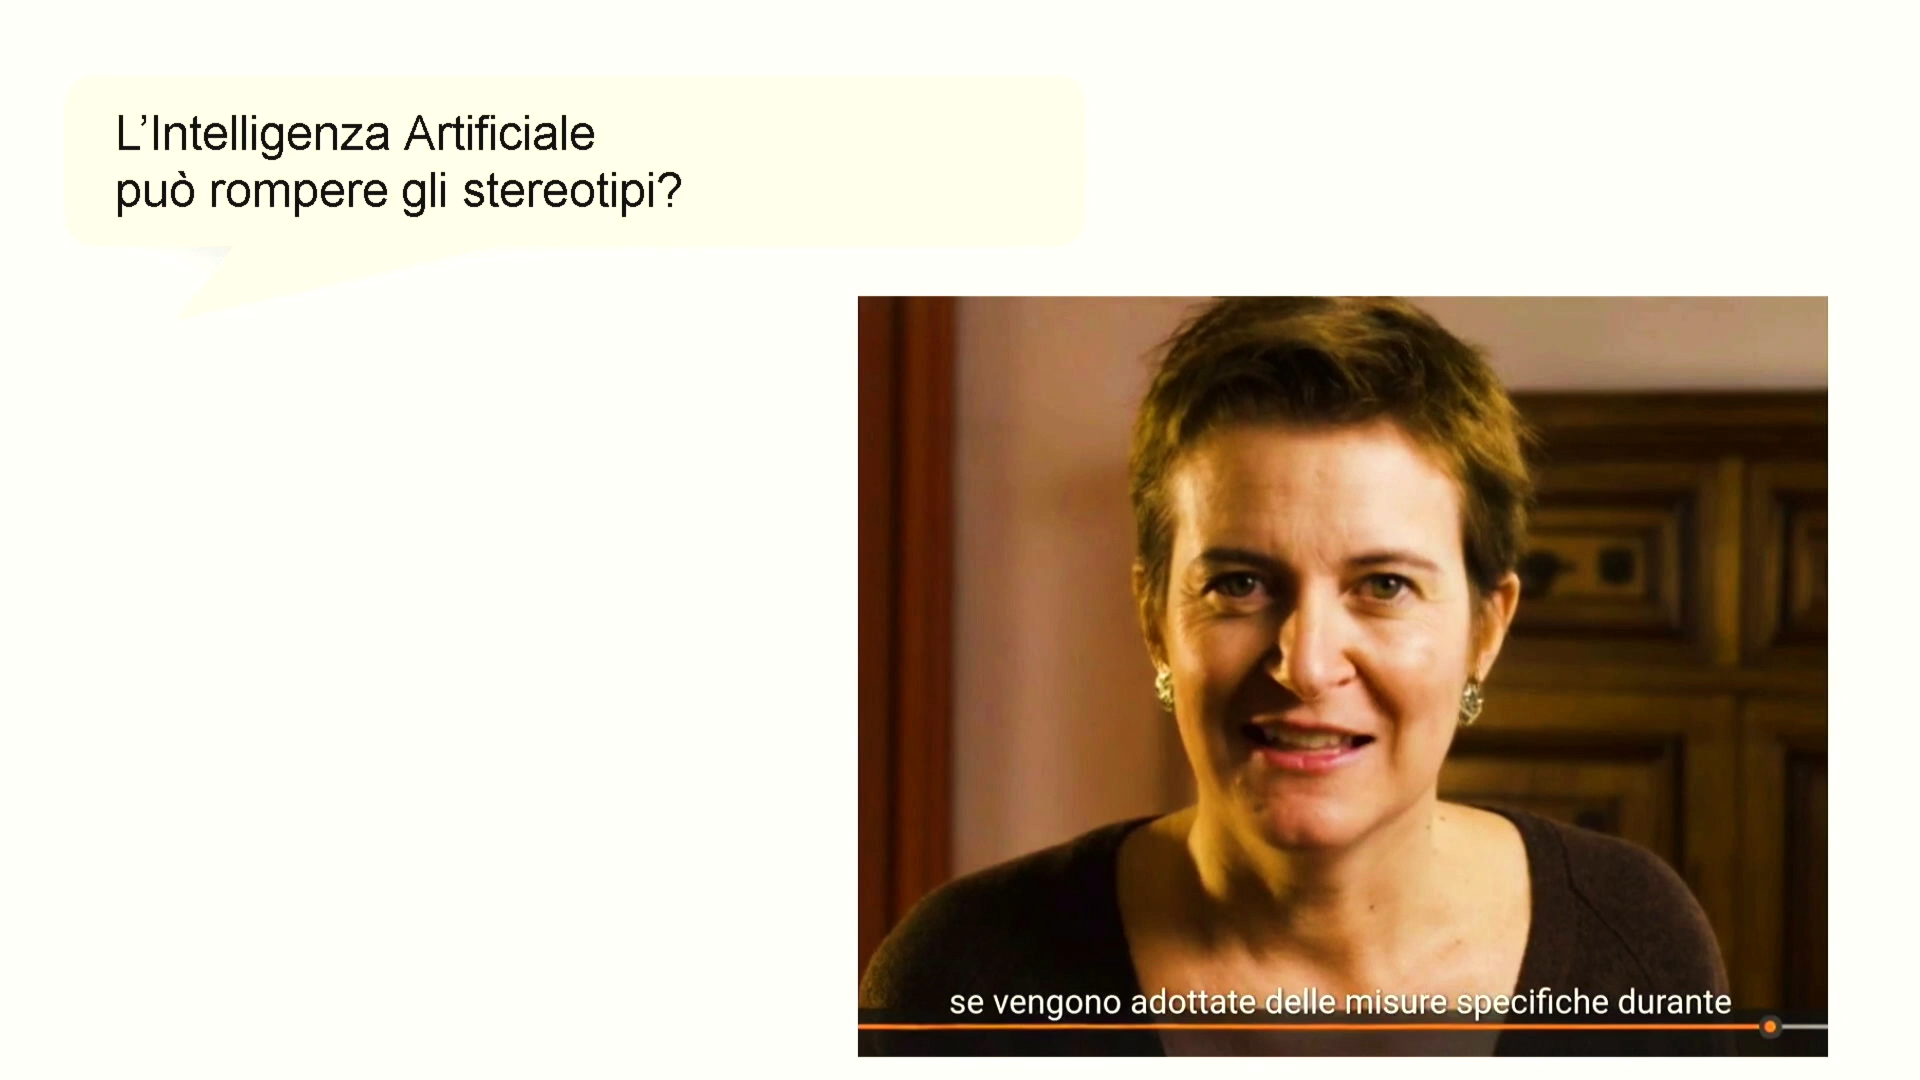 L’Intelligenza Artificiale
può rompere gli stereotipi?
se vengono adottate delle misure specifiche durante